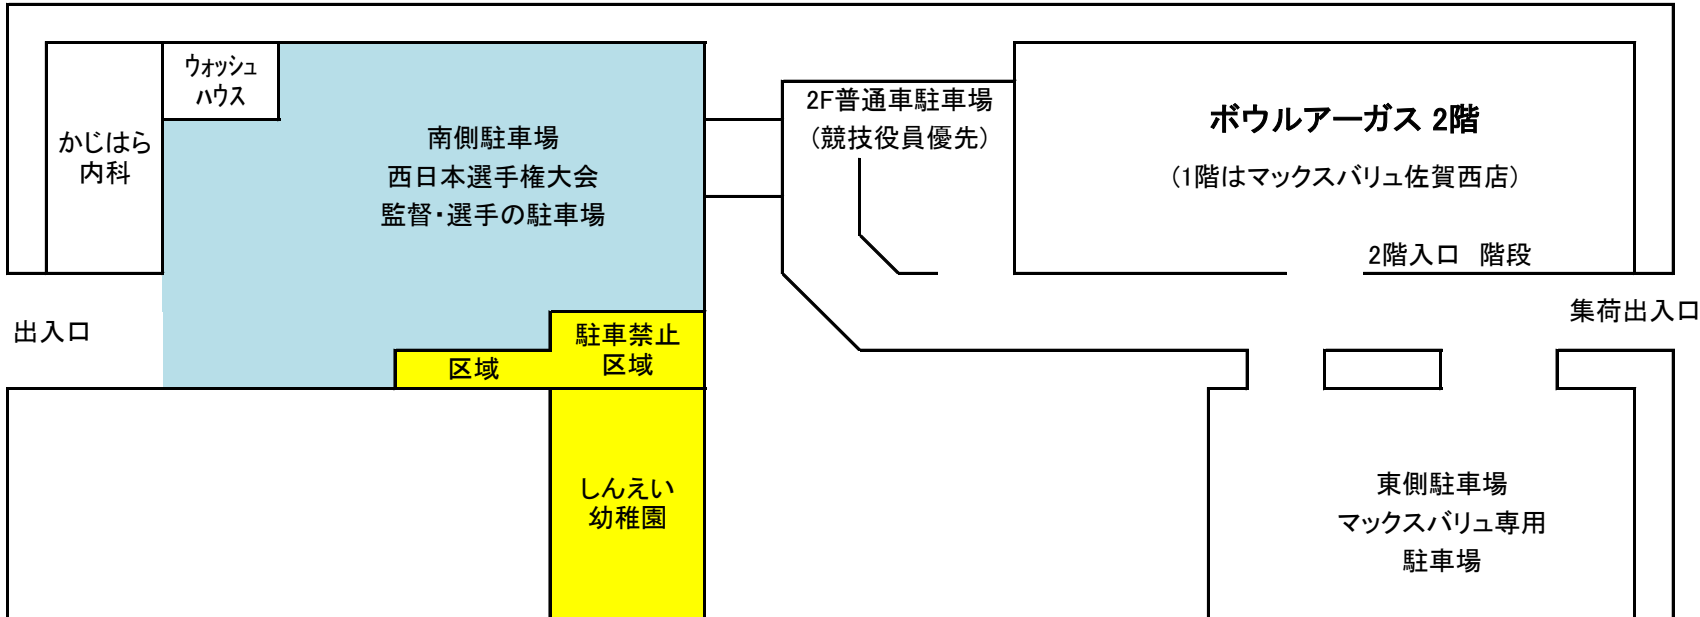 ウォッシュ
ハウス
かじはら
内科
南側駐車場
西日本選手権大会
監督・選手の駐車場
2F普通車駐車場
(競技役員優先)
ボウルアーガス 2階
(1階はマックスバリュ佐賀西店)
2階入口 階段
集荷出入口
出入口
駐車禁止
区域
区域
しんえい
幼稚園
東側駐車場
マックスバリュ専用
駐車場